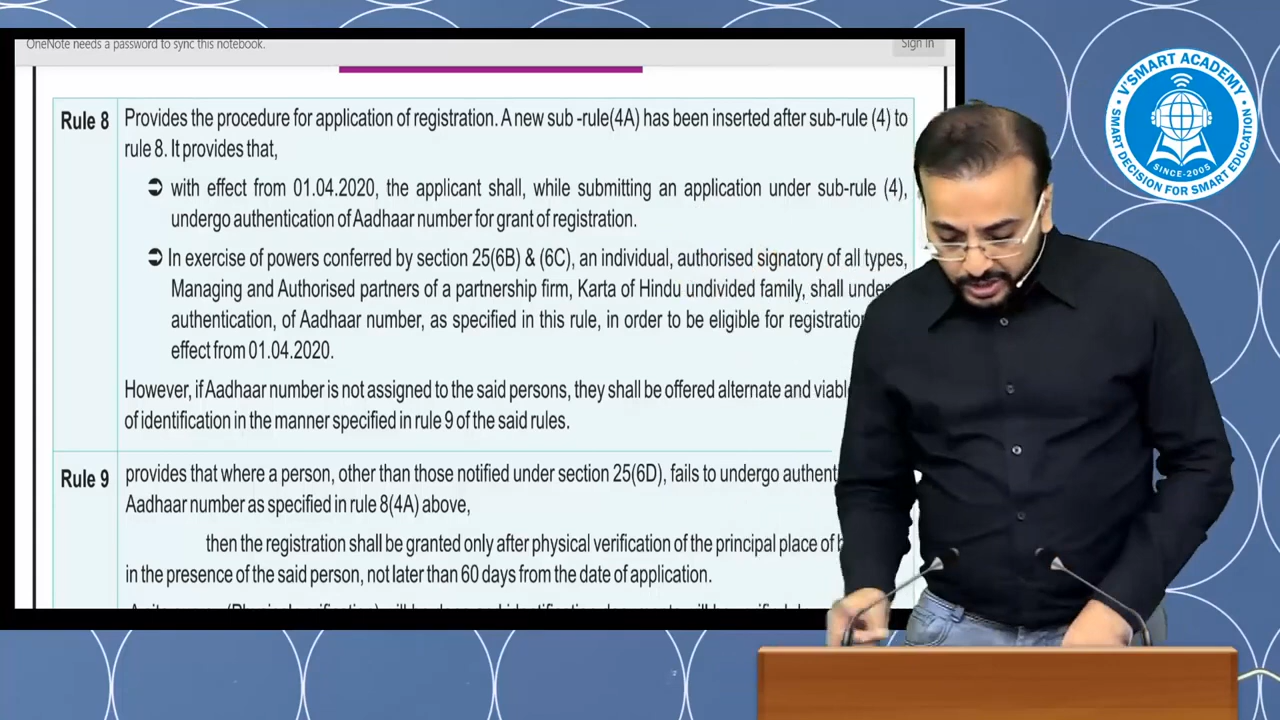 OneNote needs a password to sync this notebook.
Sign in
Rule 8
Provides the procedure for application of registration. A new sub -rule(4A) has been inserted after sub-rule (4) to
rule 8. It provides that,
➲ with effect from 01.04.2020, the applicant shall, while submitting an application under sub-rule (4),
undergo authentication of Aadhaar number for grant of registration.
➲ In exercise of powers conferred by section 25(6B) & (6C), an individual, authorised signatory of all types,
Managing and Authorised partners of a partnership firm, Karta of Hindu undivided family, shall
authentication, of Aadhaar number, as specified in this rule, in order to be eligible for
effect from 01.04.2020.
However, if Aadhaar number is not assigned to the said persons, they shall be offered alternate and
of identification in the manner specified in rule 9 of the said rules.
Rule 9
provides that where a person, other than those notified under section 25(6D), fails to undergo
Aadhaar number as specified in rule 8(4A) above,
then the registration shall be granted only after physical verification of the principal place of
in the presence of the said person, not later than 60 days from the date of application.
V'SMART ACADEMY
SINCE-2005
SMART DECISION FOR SMART EDUCATION